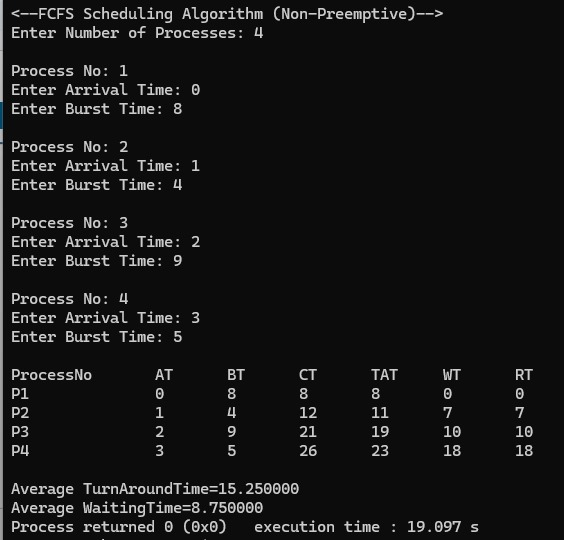 <--FCFS Scheduling Algorithm (Non-Preemptive)-->
Enter Number of Processes: 4
Process No: 1
Enter Arrival Time: 0
Enter Burst Time: 8
Process No: 2
Enter Arrival Time: 1
Enter Burst Time: 4
Process No: 3
Enter Arrival Time: 2
Enter Burst Time: 9
Process No: 4
Enter Arrival Time: 3
Enter Burst Time: 5
ProcessNo AT BT CT TAT WT RT
P1 0 8 8 8 0 0
P2 1 4 12 11 7 7
P3 2 9 21 19 10 10
P4 3 5 26 23 18 18
Average TurnAroundTime=15.250000
Average WaitingTime=8.750000
Process returned 0 (0x0) execution time : 19.097 s